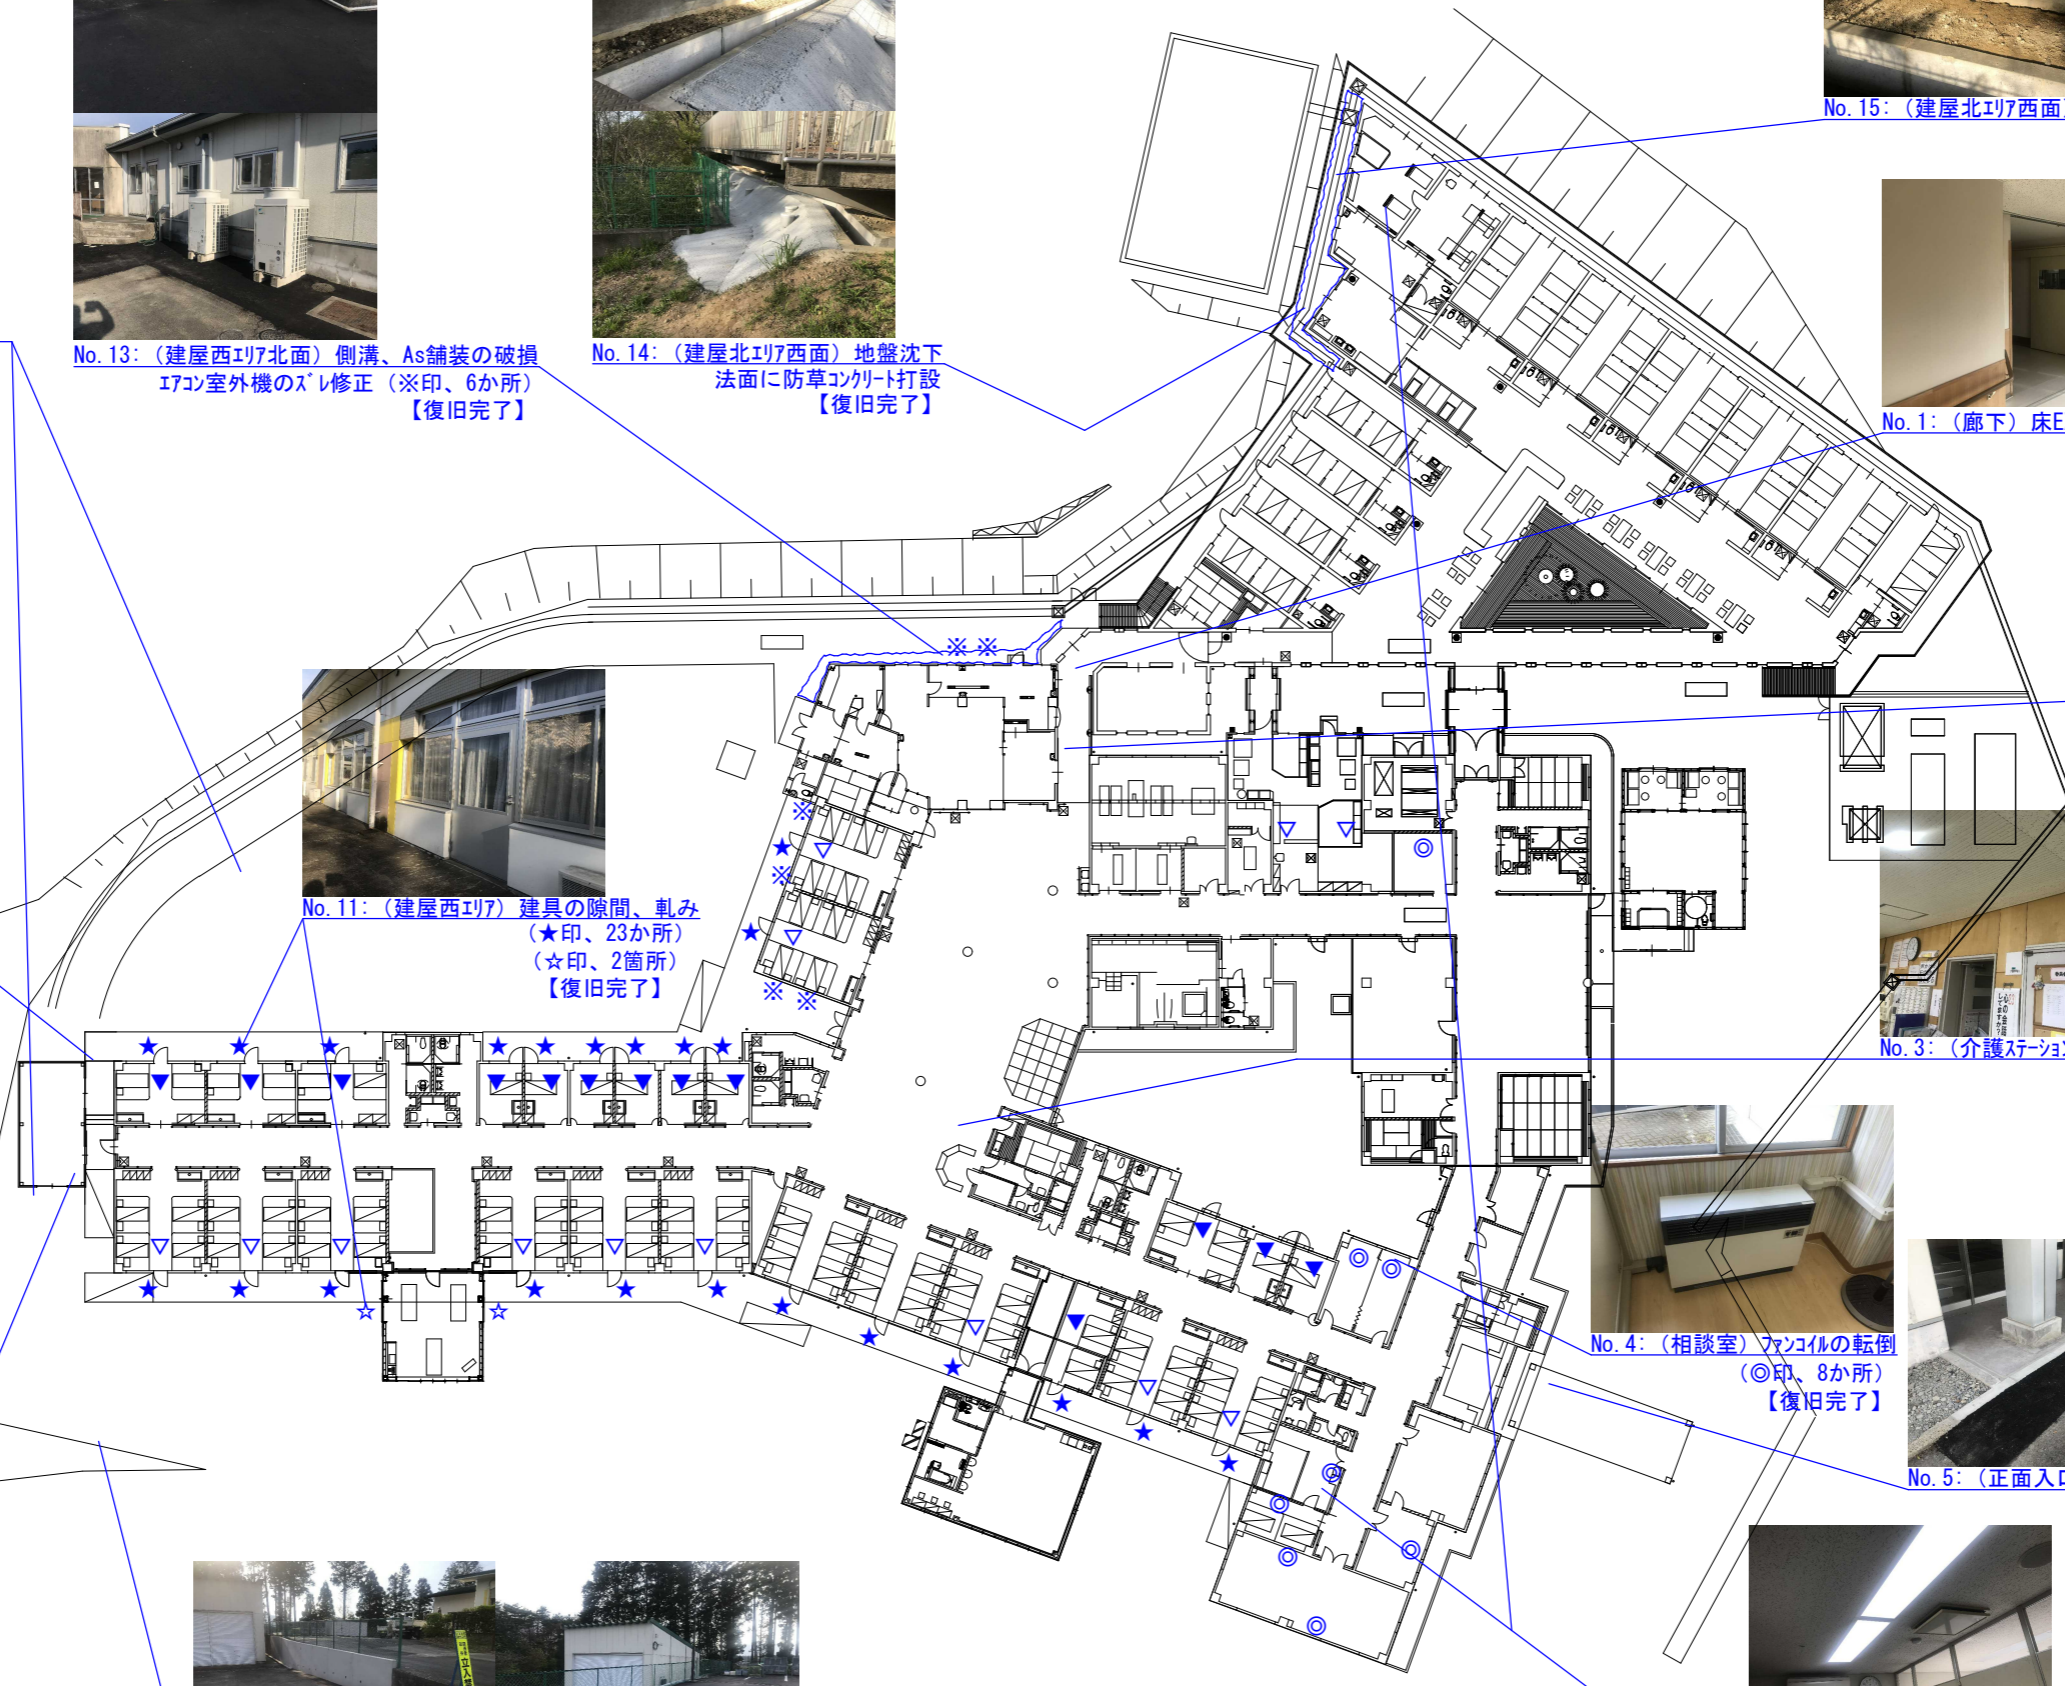 No.15:（建屋北ｴﾘｱ西面
No.13:（建屋西ｴﾘｱ北面）側溝、As舗装の破損
ｴｱｺﾝ室外機のｽﾞﾚ修正（※印、6か所）
【復旧完了】
No.14:（建屋北ｴﾘｱ西面）地盤沈下
法面に防草ｺﾝｸﾘｰﾄ打設
【復旧完了】
No.1:（廊下）床E
No.11:（建屋西ｴﾘｱ）建具の隙間、軋み
（★印、23か所）
（☆印、2箇所）
【復旧完了】
No.3:（介護ｽﾃｰｼｮﾝ
No.4:（相談室）ﾌｧﾝｺｲﾙの転倒
（◎印、8か所）
【復旧完了】
No.5:（正面入口